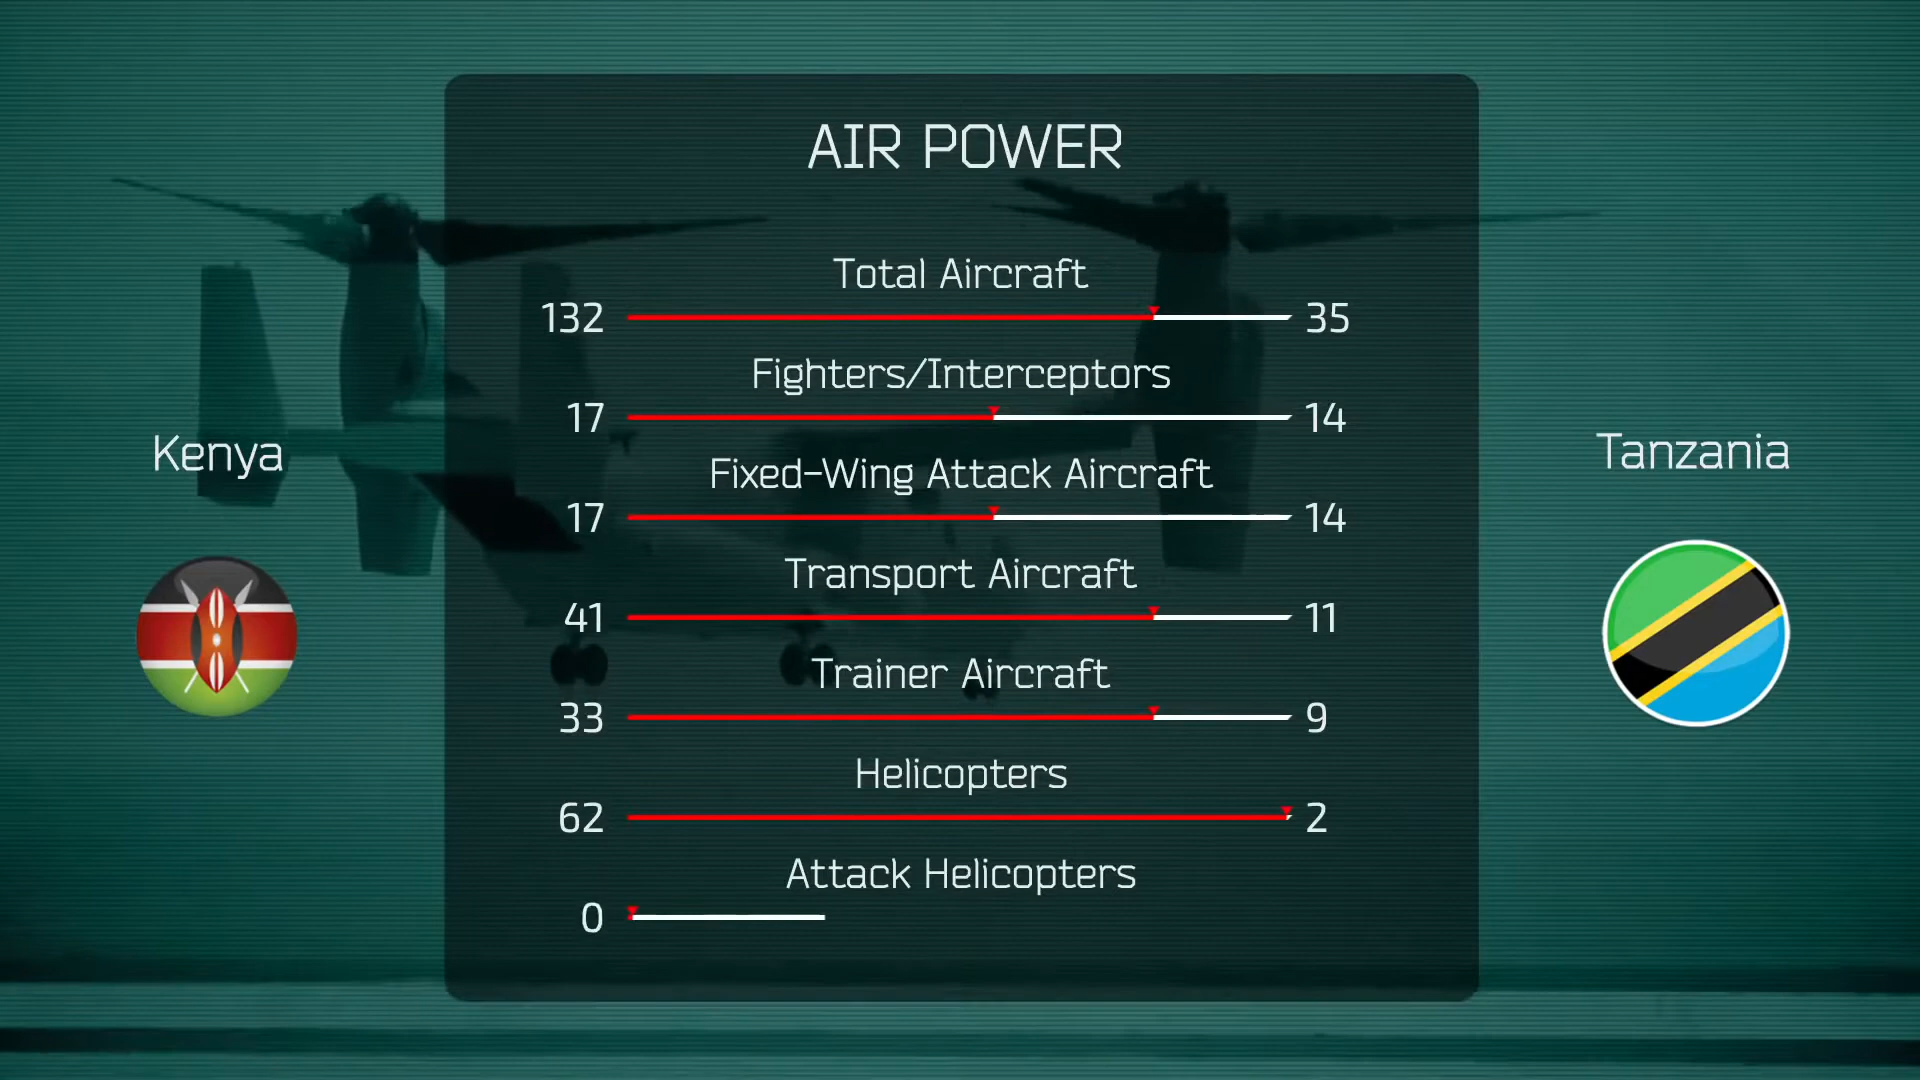 AIR POWER
Total Aircraft
132 35
Fighters/Interceptors
17 14
Kenya
Tanzania
Fixed-Wing Attack Aircraft
17 14
Transport Aircraft
41 11
Trainer Aircraft
33 9
Helicopters
62 2
Attack Helicopters
0